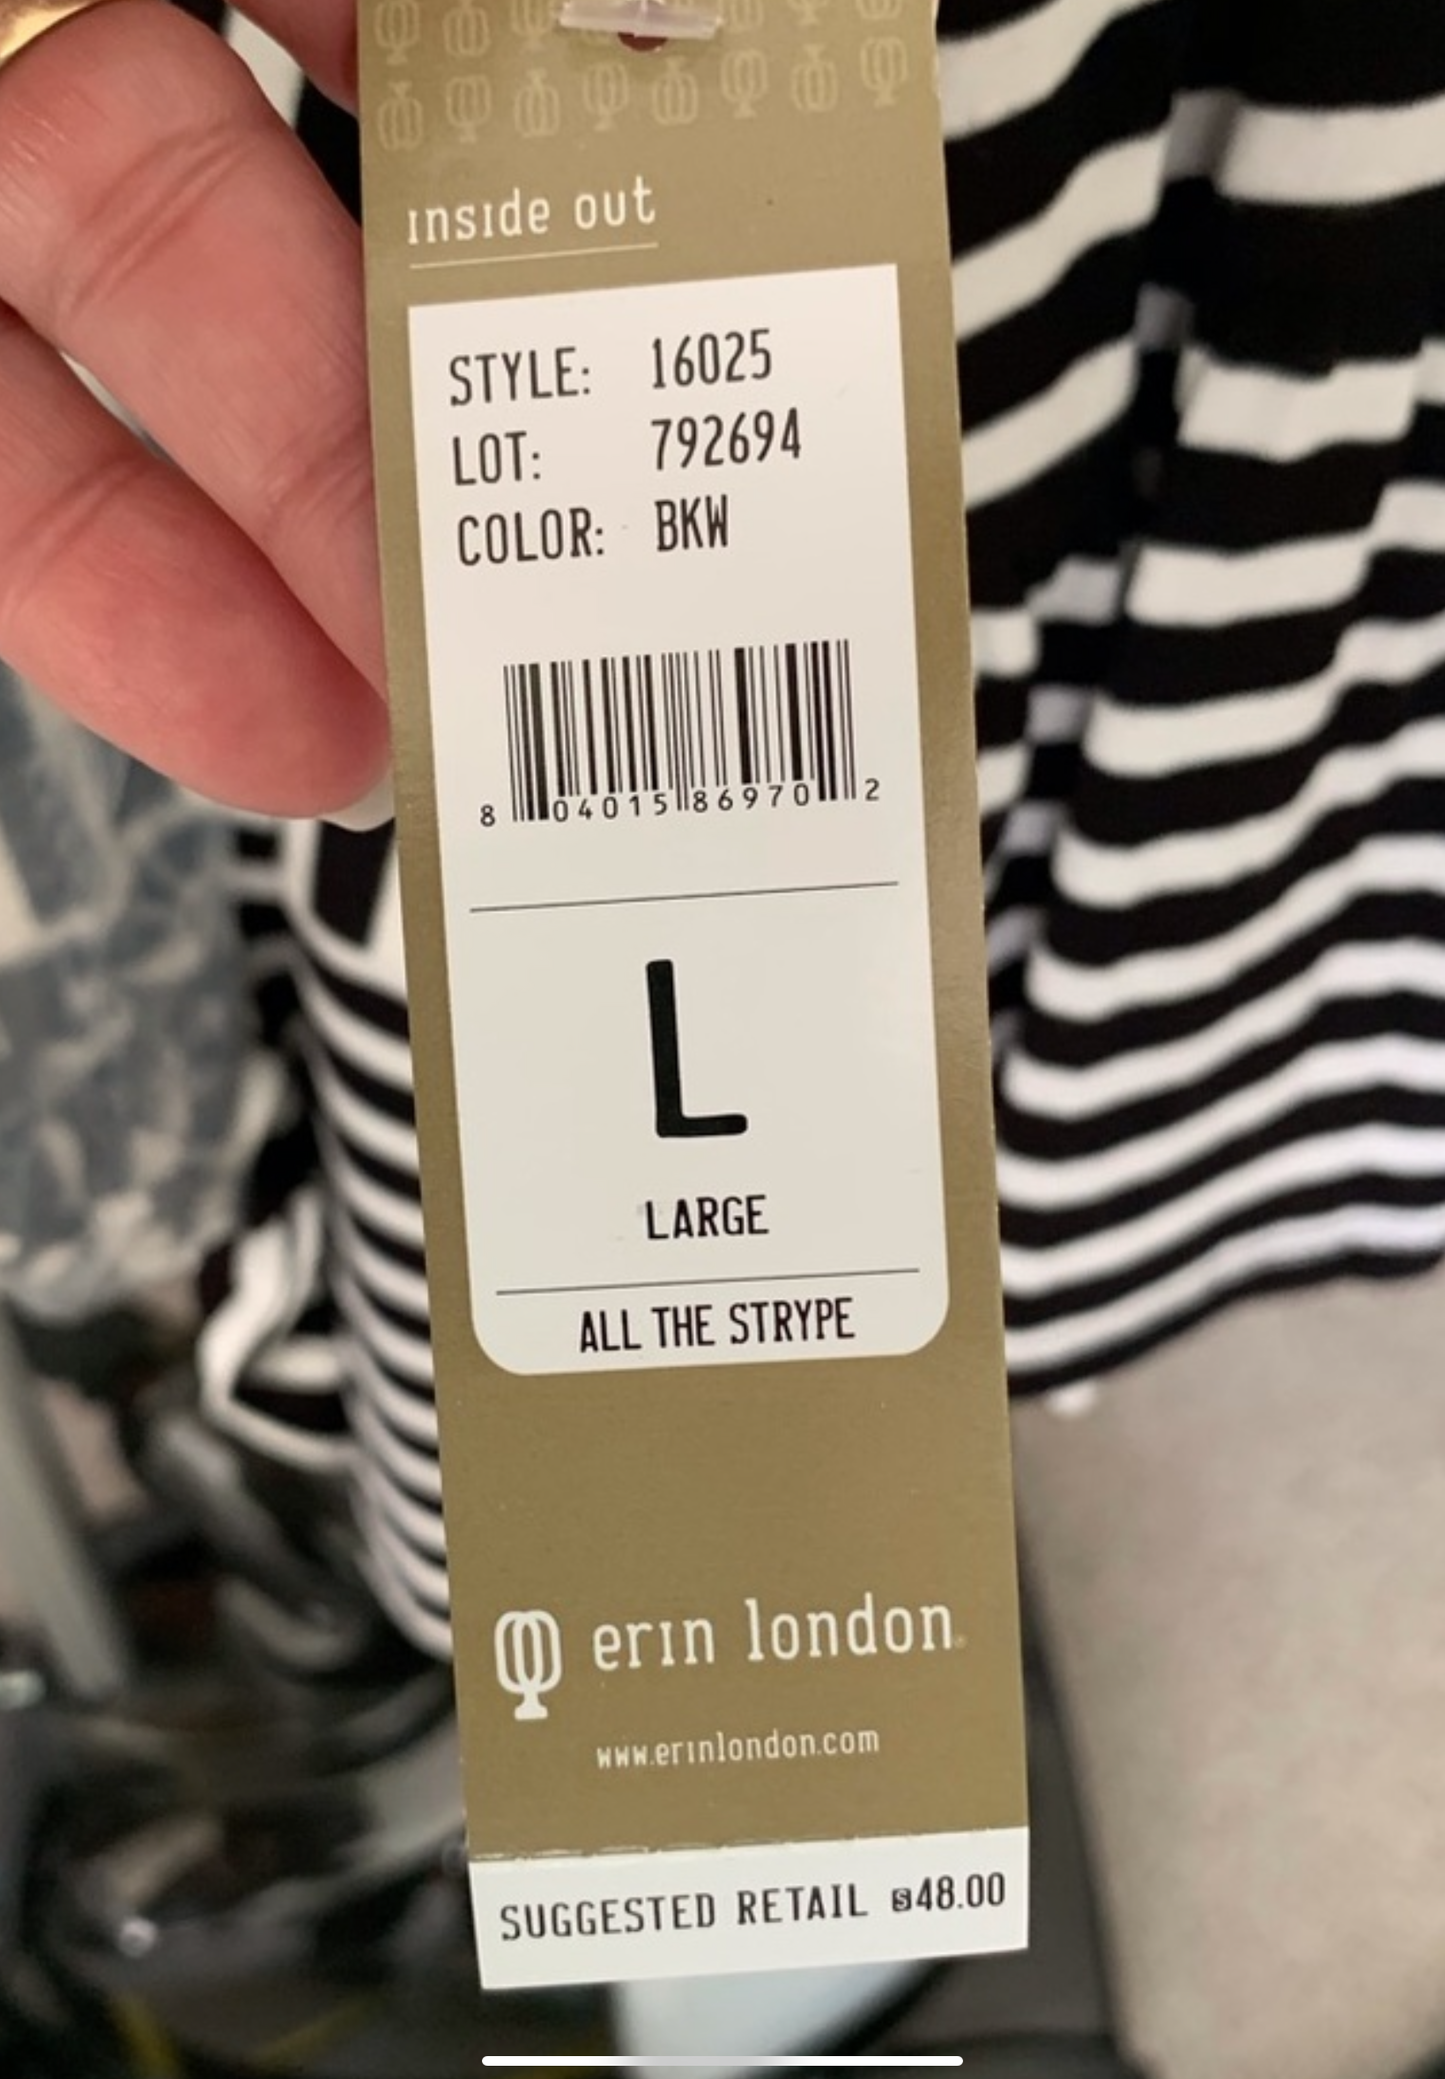 inside out
STYLE: 16025
LOT: 792694
COLOR: BKW
8 04015 86970 2
L
LARGE
ALL THE STRYPE
erin london
www.erinlondon.com
SUGGESTED RETAIL $48.00